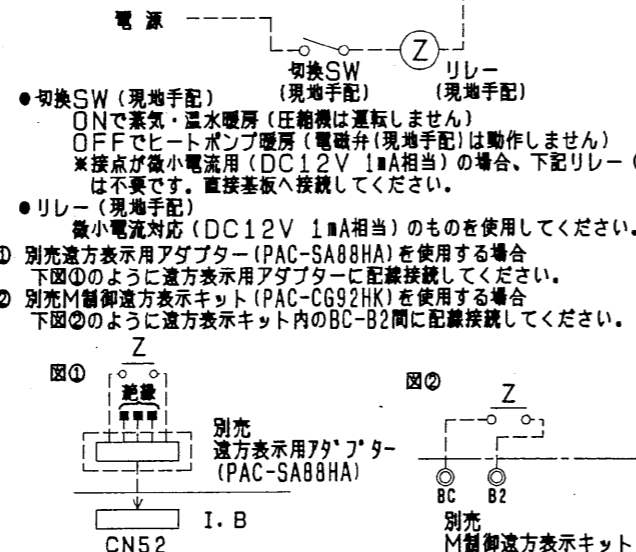 電源
Z
切換SW
(現地手配)
リレー
(現地手配)
●切換SW(現地手配)
ONで蒸気・温水暖房(圧縮機は運転しません)
OFFでヒートポンプ暖房(電磁弁(現地手配)は動作しません)
※接点が微小電流用(DC12V 1mA相当)の場合、下記リレー(
は不要です。直接基板へ接続してください。
●リレー(現地手配)
微小電流対応(DC12V 1mA相当)のものを使用してください。
① 別売遠方表示用アダプター(PAC-SA88HA)を使用する場合
下図①のように遠方表示用アダプターに配線接続してください。
② 別売M制御遠方表示キット(PAC-CG92HK)を使用する場合
下図②のように遠方表示キット内のBC-B2間に配線接続してください。
図①
Z
絶縁
別売
遠方表示用アダプター
(PAC-SA88HA)
I.B
CN52
図②
Z
BC B2
別売
M制御遠方表示キット